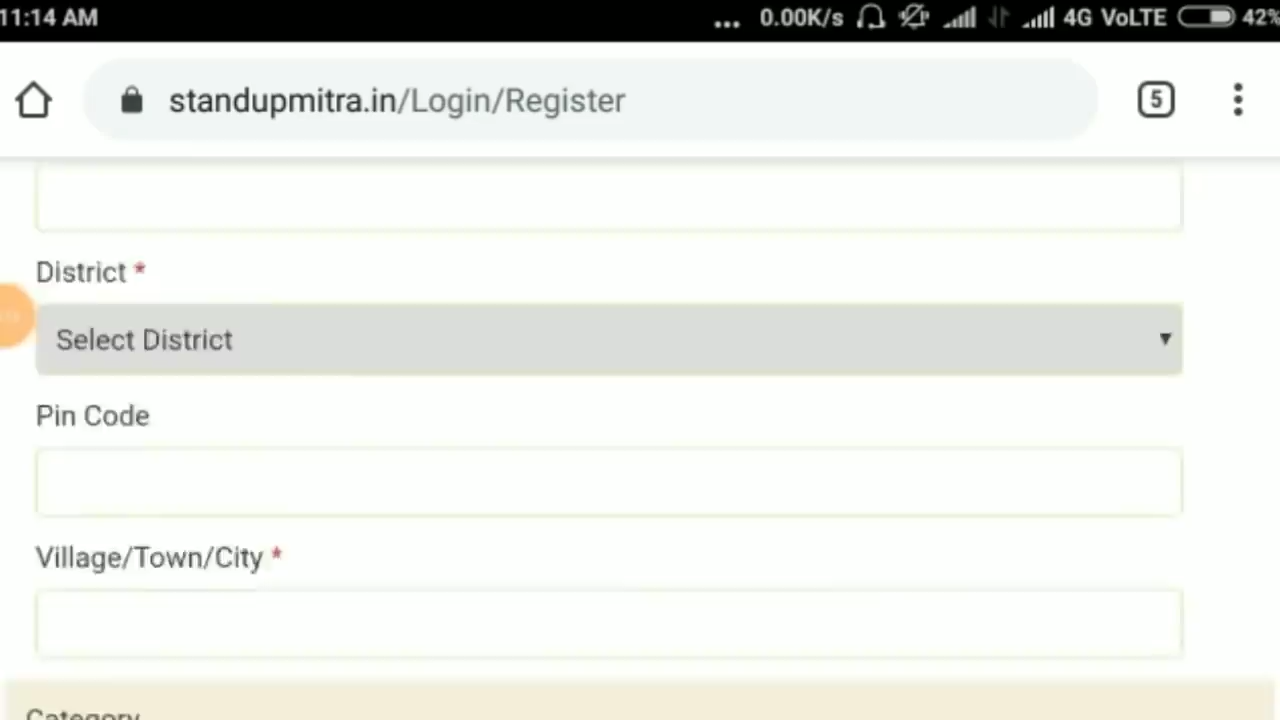 11:14 AM ... 0.00K/s 4G VoLTE 42%
standupmitra.in/Login/Register 5
District *
Select District
Pin Code
Village/Town/City *
Category